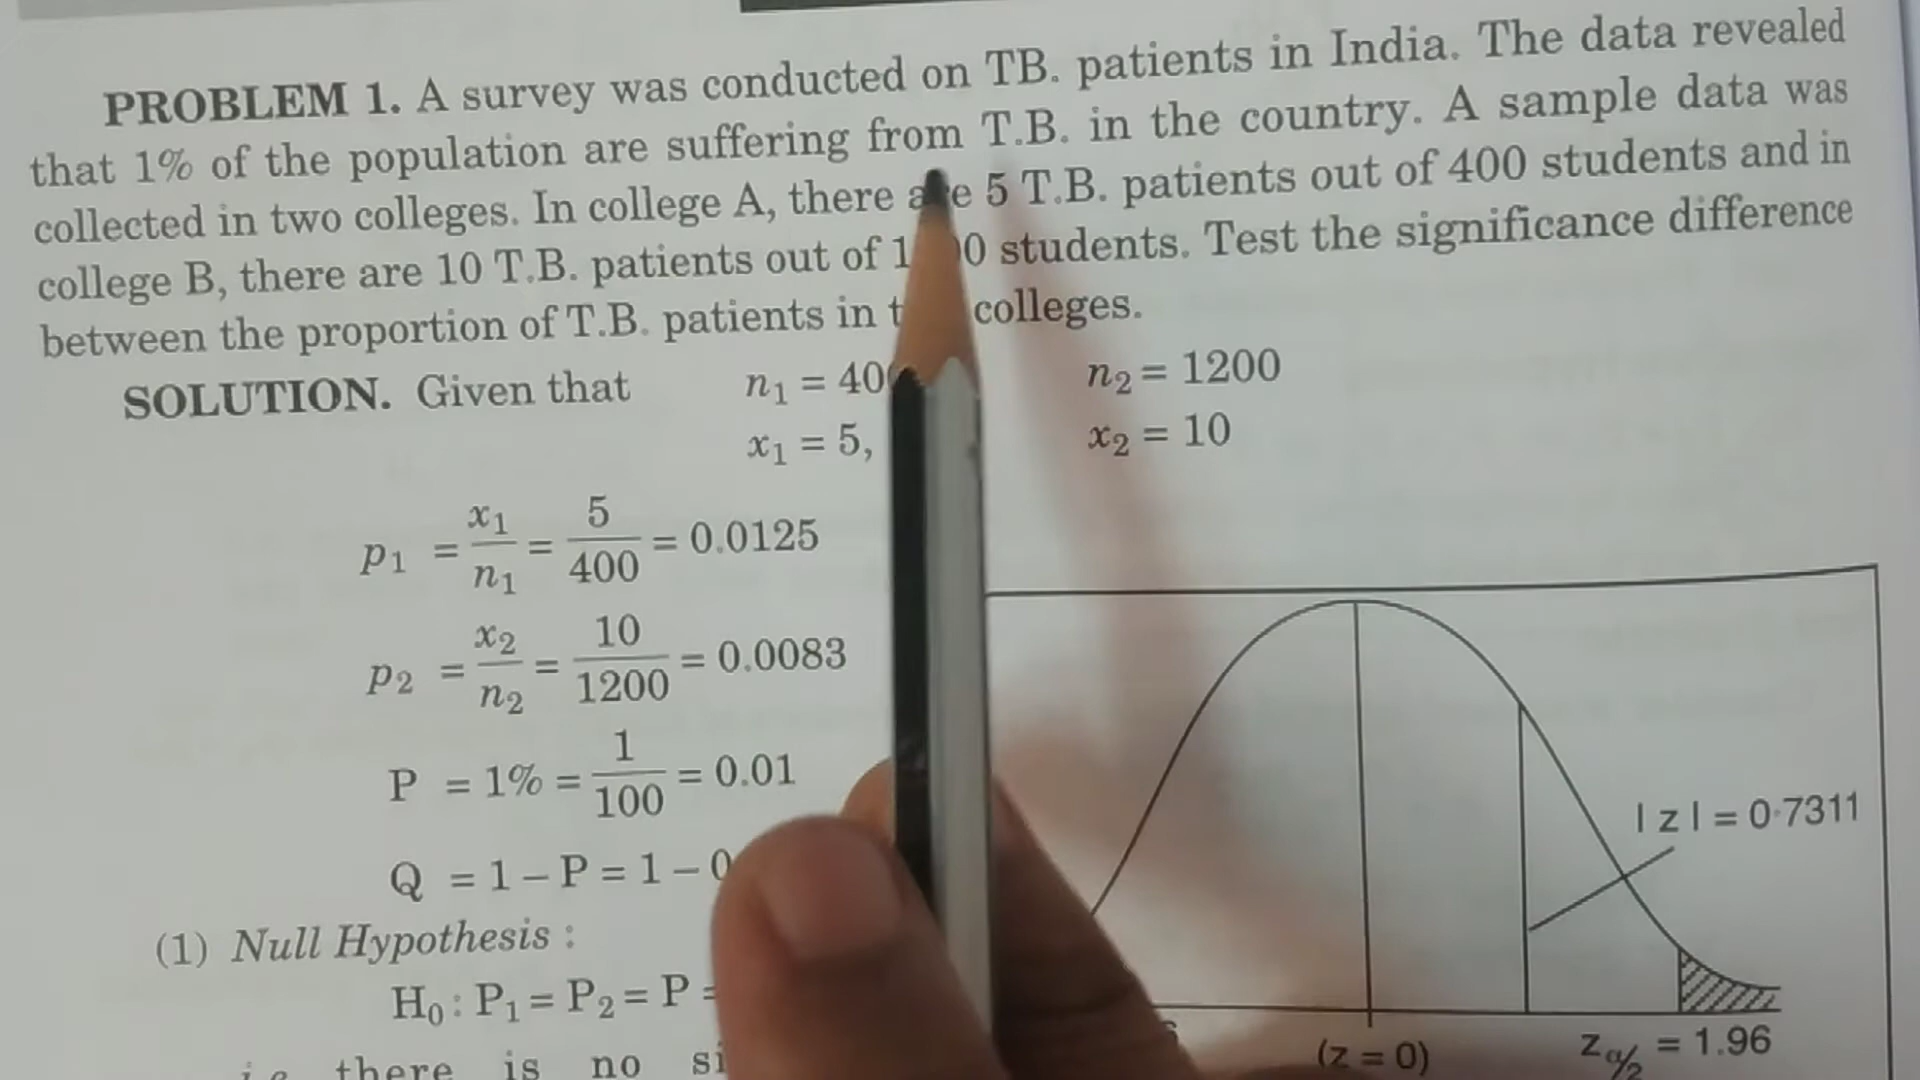 PROBLEM 1. A survey was conducted on TB. patients in India. The data revealed
that 1% of the population are suffering from T.B. in the country. A sample data was
collected in two colleges. In college A, there are 5 T.B. patients out of 400 students and in
college B, there are 10 T.B. patients out of 1 00 students. Test the significance difference
between the proportion of T.B. patients in colleges.
SOLUTION. Given that n₁ = 40 n₂ = 1200
x₁ = 5, x₂ = 10
p₁ = x₁/n₁ = 5/400 = 0.0125
p₂ = x₂/n₂ = 10/1200 = 0.0083
P = 1% = 1/100 = 0.01
Q = 1 – P = 1 – 0
| z | = 0·7311
(1) Null Hypothesis :
H₀ : P₁ = P₂ = P =
(z = 0) z α/2 = 1.96
i.e. there is no